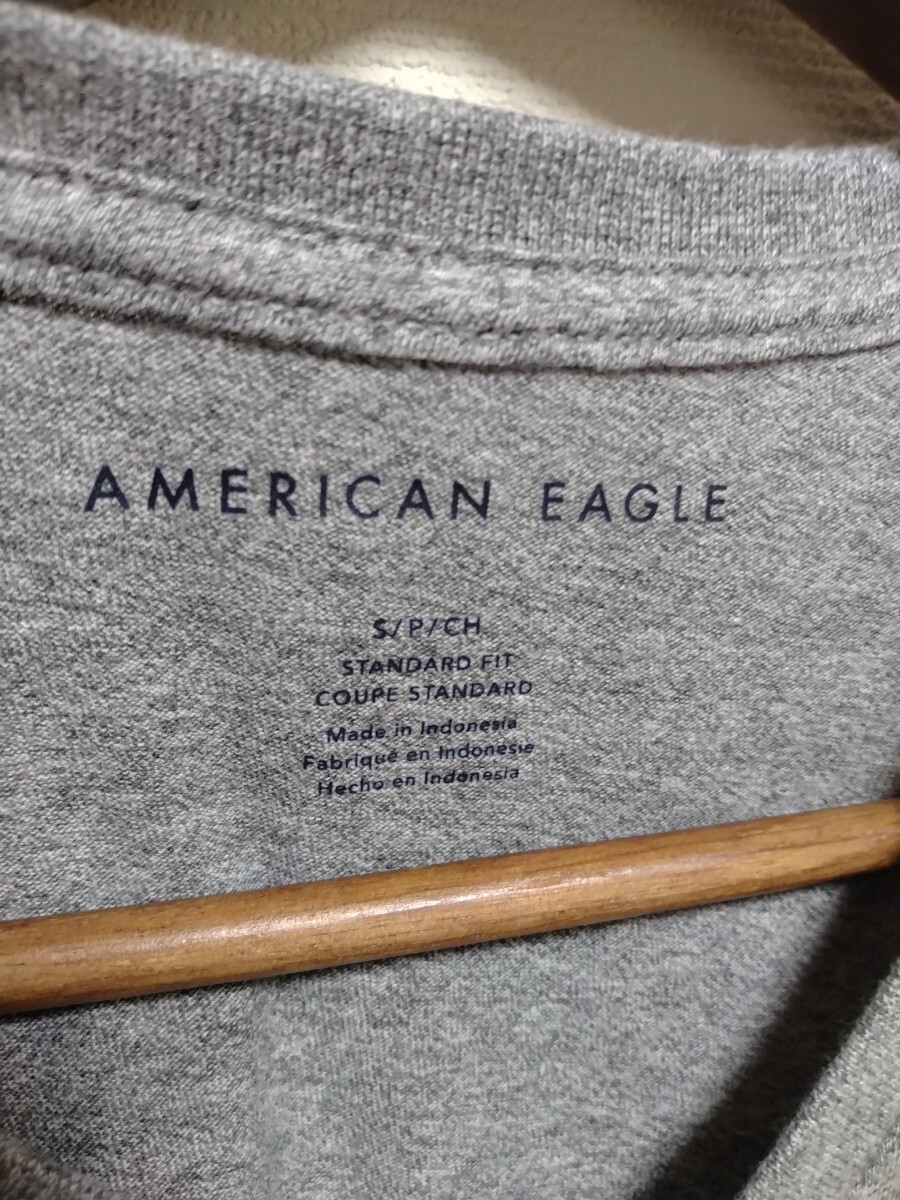 AMERICAN EAGLE
S/P/CH
STANDARD FIT
COUPE STANDARD
Made in Indonesia
Fabriqué en Indonésie
Hecho en Indonesia